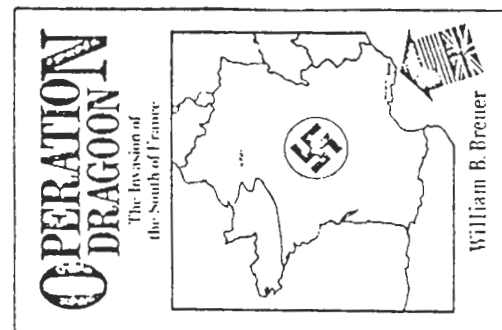 OPERATION
DRAGOON
The Invasion of
the South of France
William B. Breuer